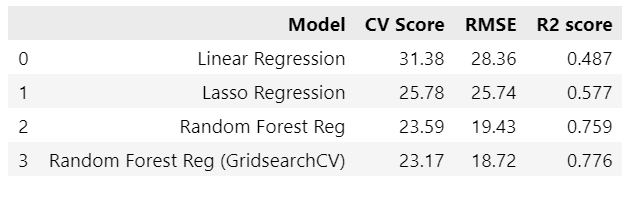 Model CV Score RMSE R2 score
0 Linear Regression 31.38 28.36 0.487
1 Lasso Regression 25.78 25.74 0.577
2 Random Forest Reg 23.59 19.43 0.759
3 Random Forest Reg (GridsearchCV) 23.17 18.72 0.776